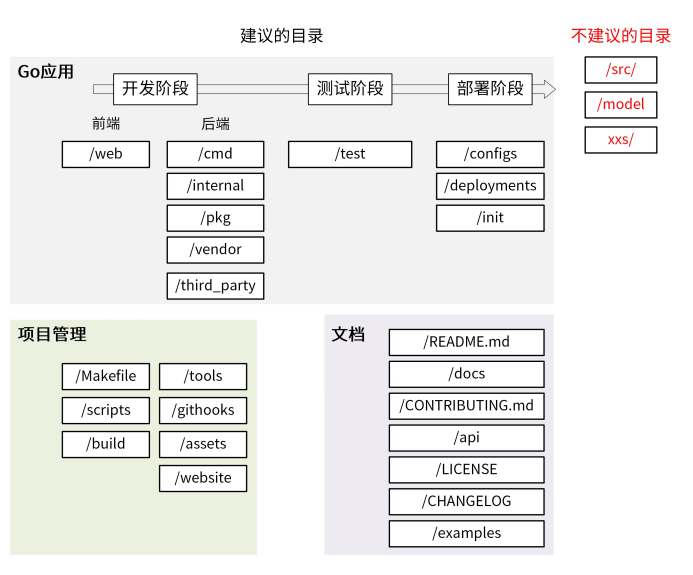 建议的目录
不建议的目录
Go应用
开发阶段
测试阶段
部署阶段
前端
后端
/web
/cmd
/internal
/pkg
/vendor
/third_party
/test
/configs
/deployments
/init
/src/
/model
xxs/
项目管理
/Makefile
/scripts
/build
/tools
/githooks
/assets
/website
文档
/README.md
/docs
/CONTRIBUTING.md
/api
/LICENSE
/CHANGELOG
/examples